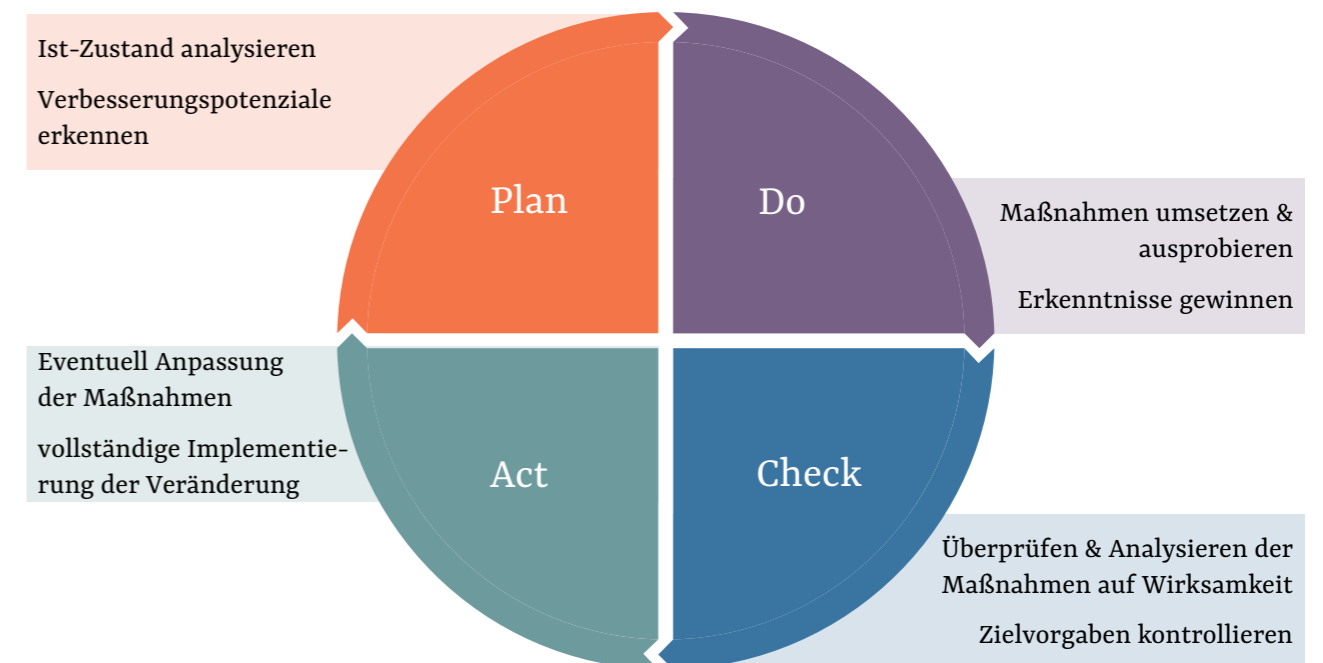 Ist-Zustand analysieren
Verbesserungspotenziale
erkennen
Plan
Do
Maßnahmen umsetzen &
ausprobieren
Erkenntnisse gewinnen
Eventuell Anpassung
der Maßnahmen
vollständige Implementie-
rung der Veränderung
Act
Check
Überprüfen & Analysieren der
Maßnahmen auf Wirksamkeit
Zielvorgaben kontrollieren